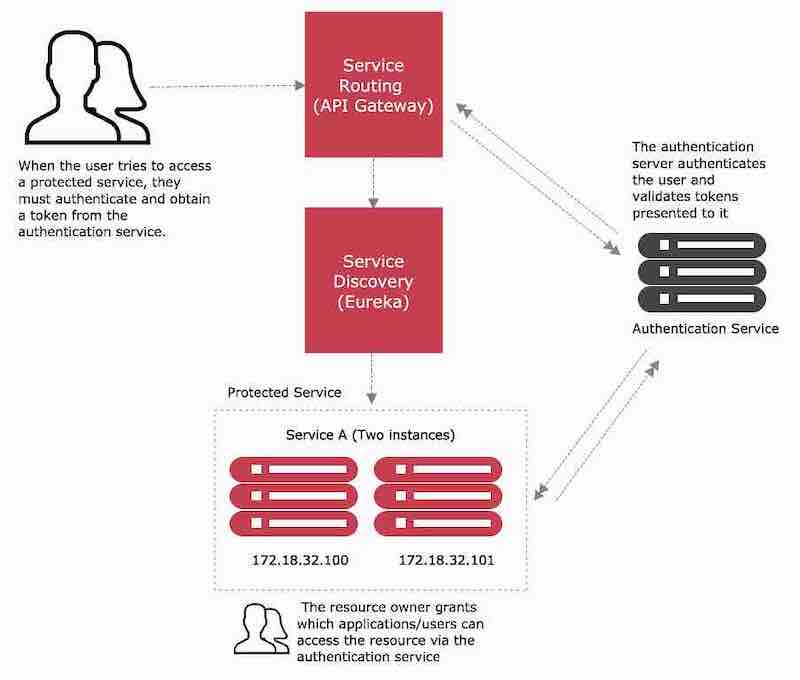 Service
Routing
(API Gateway)
When the user tries to access
a protected service, they
must authenticate and obtain
a token from the
authentication service.
The authentication
server authenticates
the user and
validates tokens
presented to it
Service
Discovery
(Eureka)
Authentication Service
Protected Service
Service A (Two instances)
172.18.32.100
172.18.32.101
The resource owner grants
which applications/users can
access the resource via the
authentication service